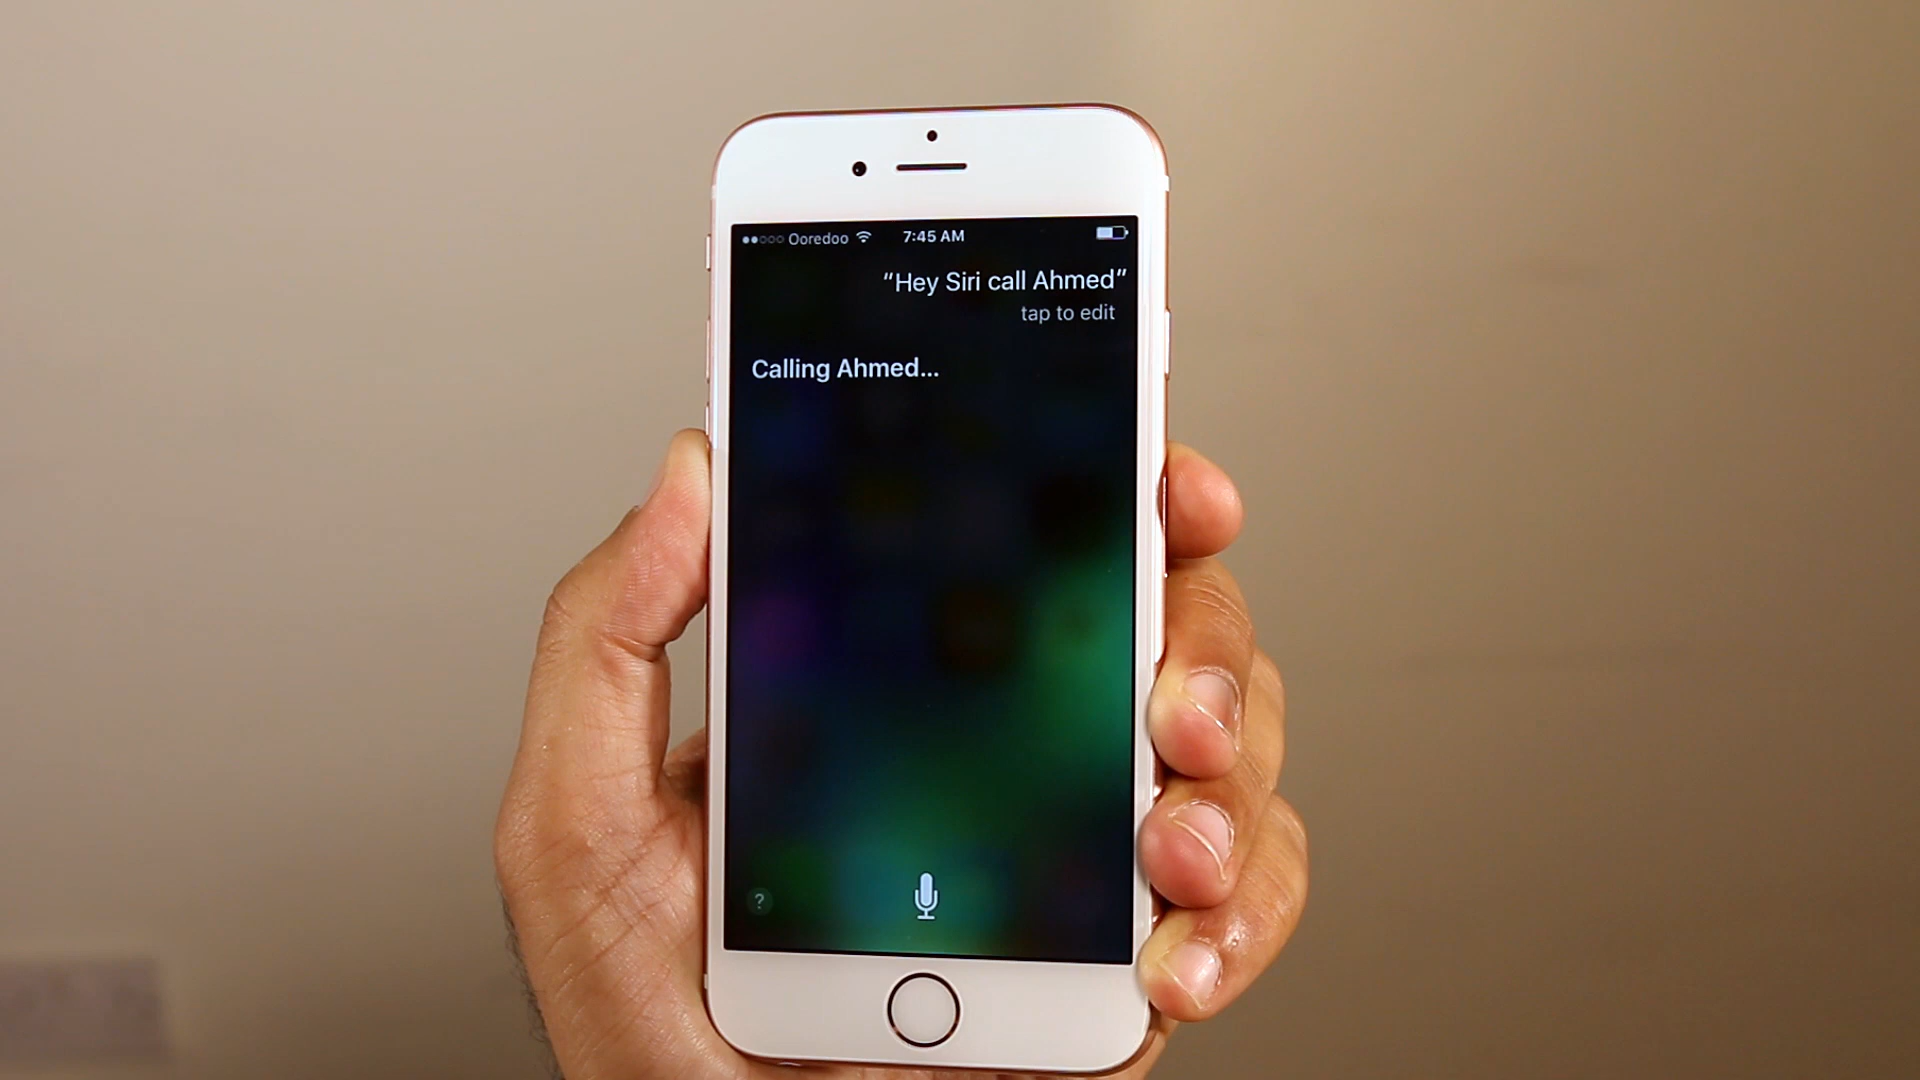 Ooredoo 7:45 AM
“Hey Siri call Ahmed”
tap to edit
Calling Ahmed...
?